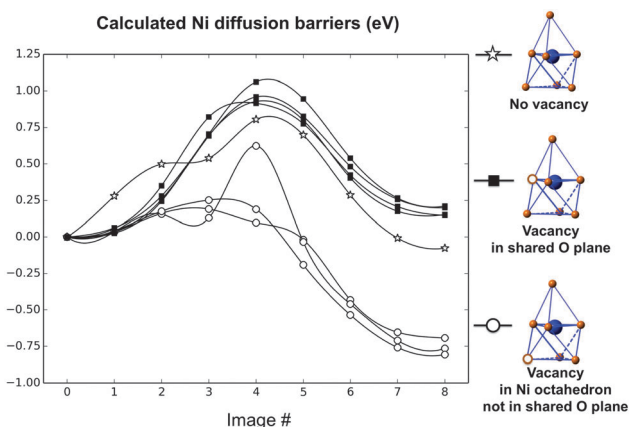 Calculated Ni diffusion barriers (eV)
1.25
1.00
0.75
0.50
0.25
0.00
−0.25
−0.50
−0.75
−1.00
0 1 2 3 4 5 6 7 8
Image #
No vacancy
Vacancy
in shared O plane
Vacancy
in Ni octahedron
not in shared O plane